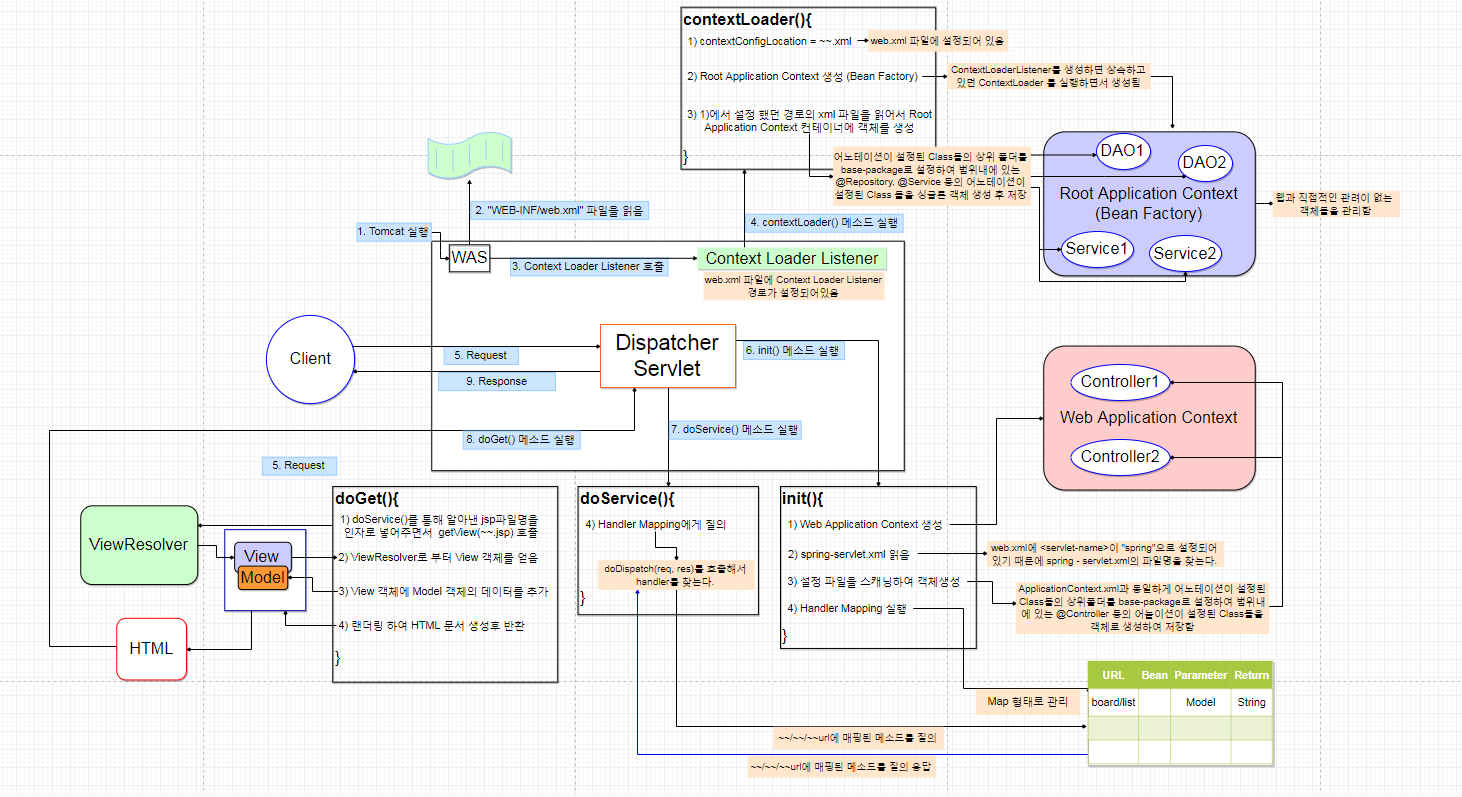 contextLoader(){
1) contextConfigLocation = ~~.xml
web.xml 파일에 설정되어 있음
2) Root Application Context 생성 (Bean Factory)
ContextLoaderListener를 생성하면 상속하고
있던 ContextLoader 를 실행하면서 생성됨
3) 1)에서 설정 했던 경로의 xml 파일을 읽어서 Root
Application Context 컨테이너에 객체를 생성
}
어노테이션이 설정된 Class들의 상위 폴더를
base-package로 설정하여 범위내에 있는
@Repository, @Service 등의 어노테이션이
설정된 Class 들을 싱글톤 객체 생성 후 저장
DAO1
DAO2
Root Application Context
(Bean Factory)
Service1
Service2
웹과 직접적인 관려이 없는
객체들을 관리함
2. "WEB-INF/web.xml" 파일을 읽음
1. Tomcat 실행
WAS
3. Context Loader Listener 호출
4. contextLoader() 메소드 실행
Context Loader Listener
web.xml 파일에 Context Loader Listener
경로가 설정되어있음
Client
5. Request
9. Response
Dispatcher
Servlet
6. init() 메소드 실행
7. doService() 메소드 실행
8. doGet() 메소드 실행
5. Request
Controller1
Web Application Context
Controller2
ViewResolver
View
Model
HTML
doGet(){
1) doService()를 통해 알아낸 jsp파일명을
인자로 넣어주면서 getView(~~.jsp) 호출
2) ViewResolver로 부터 View 객체를 얻음
3) View 객체에 Model 객체의 데이터를 추가
4) 랜더링 하여 HTML 문서 생성후 반환
}
doService(){
4) Handler Mapping에게 질의
doDispatch(req, res)를 호출해서
handler를 찾는다.
}
init(){
1) Web Application Context 생성
2) spring-servlet.xml 읽음
3) 설정 파일을 스캐닝하여 객체생성
4) Handler Mapping 실행
}
web.xml에 <servlet-name>이 "spring"으로 설정되어
있기 때문에 spring - servlet.xml의 파일명을 찾는다.
ApplicationContext.xml과 동일하게 어노테이션이 설정된
Class들의 상위폴더를 base-package로 설정하여 범위내
에 있는 @Controller 등의 어놀이션이 설정된 Class들을
객체로 생성하여 저장함
Map 형태로 관리
URL Bean Parameter Return
board/list Model String
~~/~~/~~url에 매핑된 메소드를 질의
~~/~~/~~url에 매핑된 메소드를 질의 응답